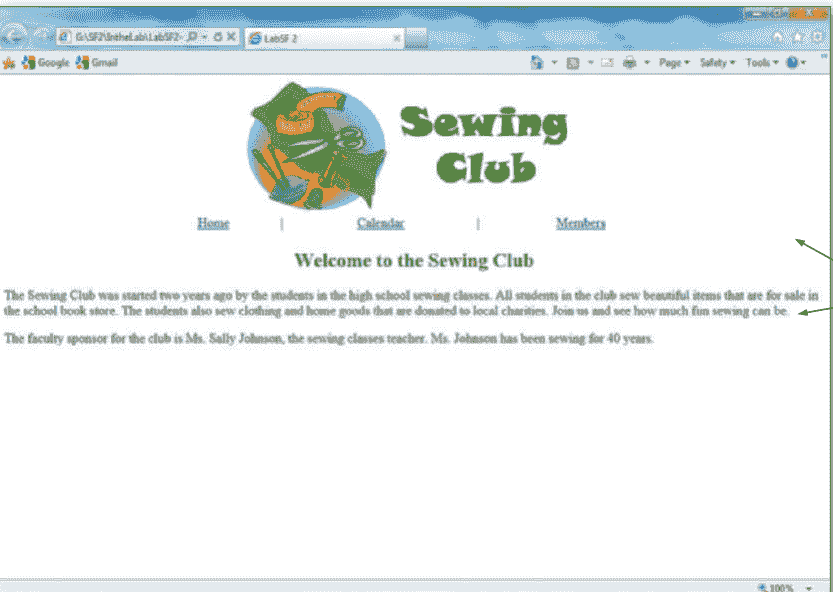 G:\SF2\IntheLab\LabSF2-
LabSF 2
Google Gmail
Page Safety Tools
Sewing
Club
Home | Calendar | Members
Welcome to the Sewing Club
The Sewing Club was started two years ago by the students in the high school sewing classes. All students in the club sew beautiful items that are for sale in
the school book store. The students also sew clothing and home goods that are donated to local charities. Join us and see how much fun sewing can be.
The faculty sponsor for the club is Ms. Sally Johnson, the sewing classes teacher. Ms. Johnson has been sewing for 40 years.
100%